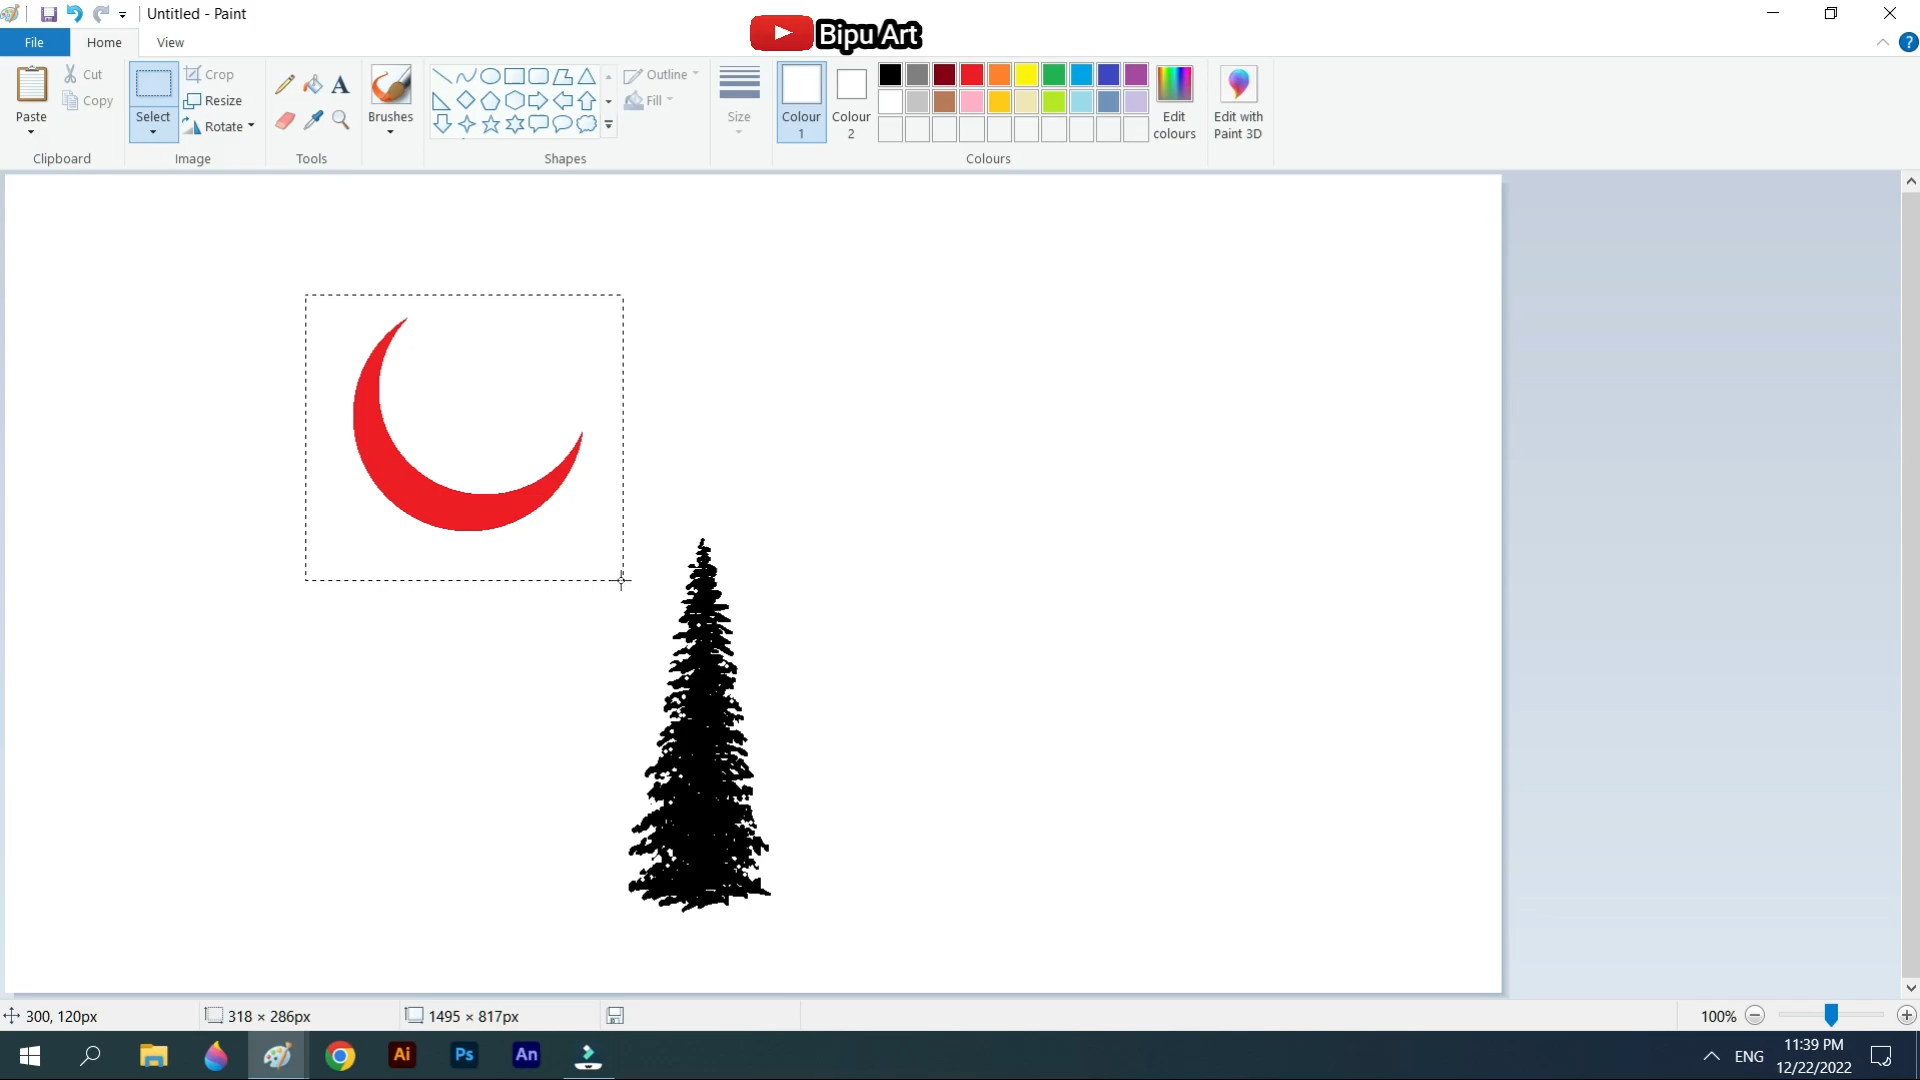 Untitled - Paint
Bipu Art
File
Home
View
Paste
Cut
Copy
Clipboard
Select
Crop
Resize
Rotate
Image
A
Tools
Brushes
Shapes
Outline
Fill
Size
Colour
1
Colour
2
Colours
Edit
colours
Edit with
Paint 3D
?
300, 120px
318 × 286px
1495 × 817px
100%
Ai
Ps
An
ENG
11:39 PM
12/22/2022